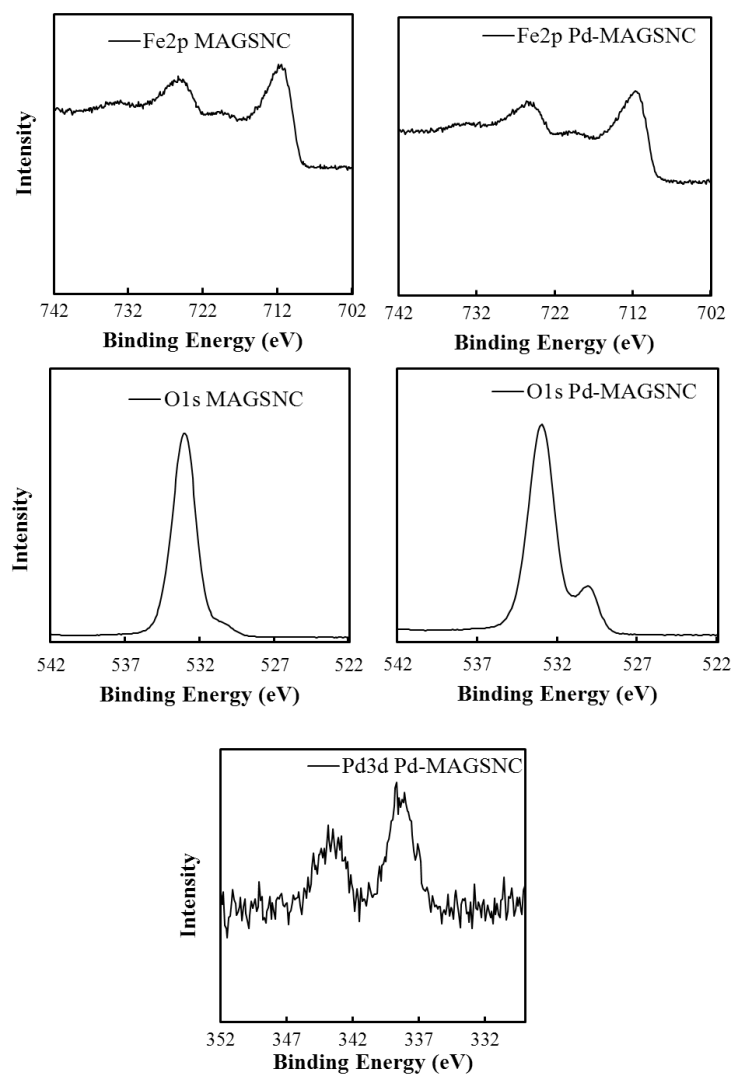 Fe2p MAGSNC
Intensity
742 732 722 712 702
Binding Energy (eV)
Fe2p Pd-MAGSNC
742 732 722 712 702
Binding Energy (eV)
O1s MAGSNC
Intensity
542 537 532 527 522
Binding Energy (eV)
O1s Pd-MAGSNC
542 537 532 527 522
Binding Energy (eV)
Pd3d Pd-MAGSNC
Intensity
352 347 342 337 332
Binding Energy (eV)